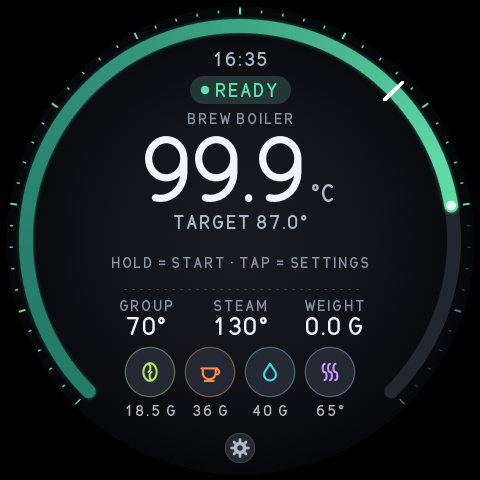 16:35
READY
BREW BOILER
99.9 °C
TARGET 87.0°
HOLD = START · TAP = SETTINGS
GROUP STEAM WEIGHT
70° 130° 0.0 G
18.5 G 36 G 40 G 65°